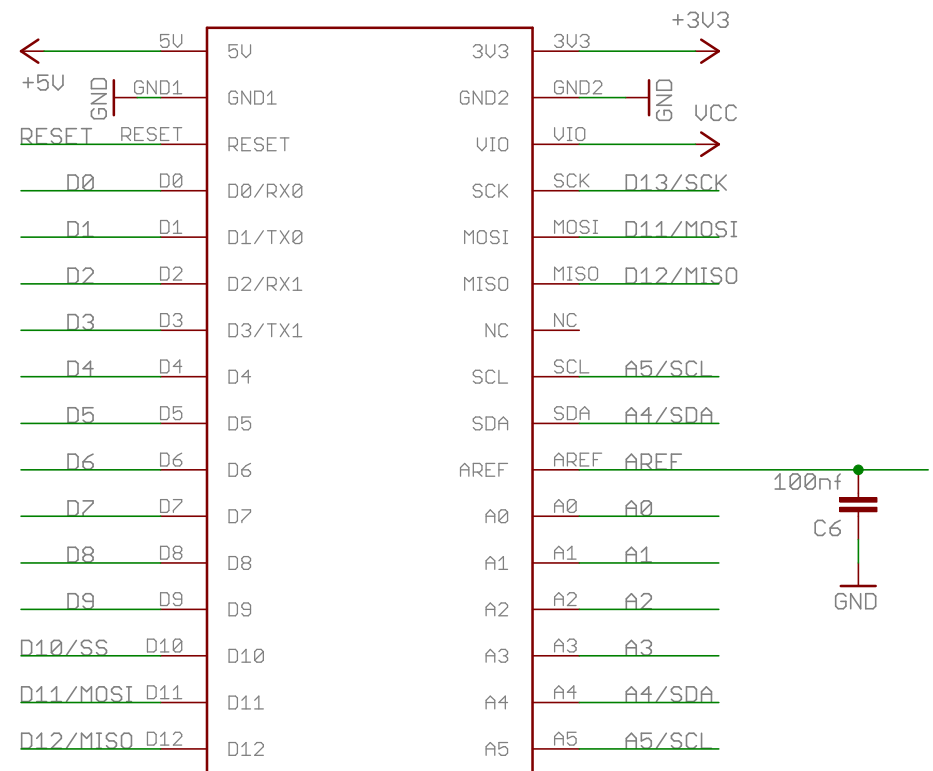 +3V3
5V 5V 3V3 3V3
+5V GND GND1 GND1 GND2 GND2 GND
VCC
RESET RESET RESET VIO VIO
D0 D0 D0/RX0 SCK SCK D13/SCK
D1 D1 D1/TX0 MOSI MOSI D11/MOSI
D2 D2 D2/RX1 MISO MISO D12/MISO
D3 D3 D3/TX1 NC NC
D4 D4 D4 SCL SCL A5/SCL
D5 D5 D5 SDA SDA A4/SDA
D6 D6 D6 AREF AREF AREF
100nf
D7 D7 D7 A0 A0 A0
C6
D8 D8 D8 A1 A1 A1
D9 D9 D9 A2 A2 A2 GND
D10/SS D10 D10 A3 A3 A3
D11/MOSI D11 D11 A4 A4 A4/SDA
D12/MISO D12 D12 A5 A5 A5/SCL